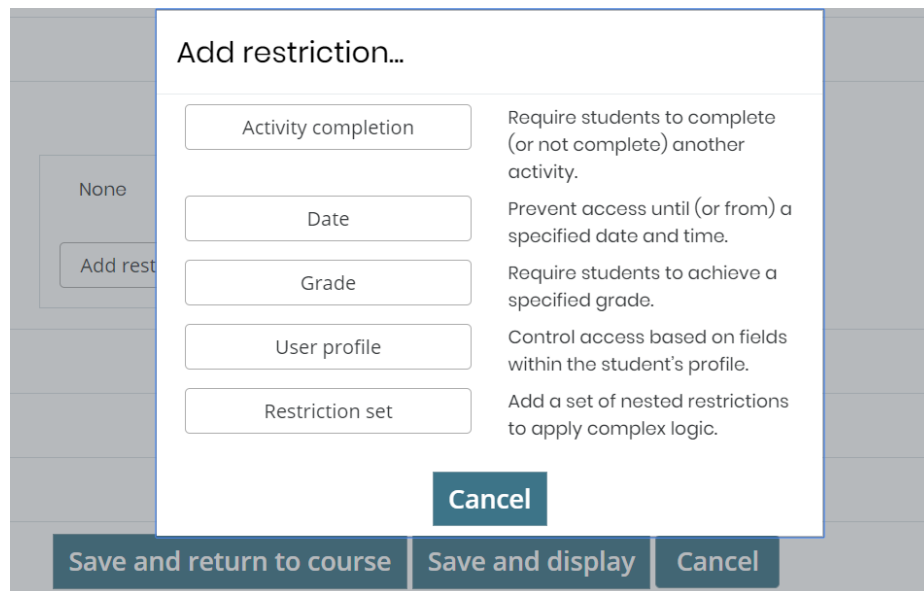 Add restriction...
Activity completion
Require students to complete
(or not complete) another
activity.
None
Date
Prevent access until (or from) a
specified date and time.
Add rest
Grade
Require students to achieve a
specified grade.
User profile
Control access based on fields
within the student's profile.
Restriction set
Add a set of nested restrictions
to apply complex logic.
Cancel
Save and return to course
Save and display
Cancel